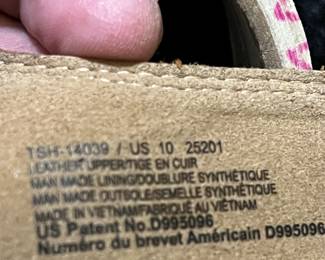 TSH-14039 / US 10 25201
LEATHER UPPER/TIGE EN CUIR
MAN MADE LINING/DOUBLURE SYNTHÉTIQUE
MAN MADE OUTSOLE/SEMELLE SYNTHÉTIQUE
MADE IN VIETNAM/FABRIQUÉ AU VIÊTNAM
US Patent No.D995096
Numéro du brevet Américain D995096